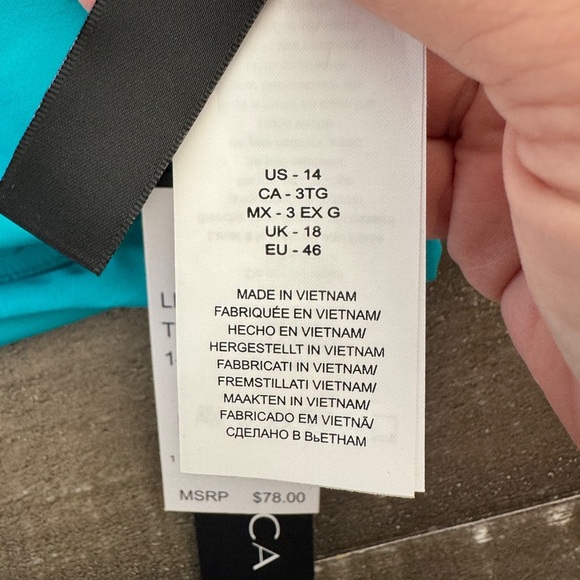 US - 14
CA - 3TG
MX - 3 EX G
UK - 18
EU - 46
MADE IN VIETNAM
FABRIQUÉE EN VIETNAM/
HECHO EN VIETNAM/
HERGESTELLT IN VIETNAM
FABBRICATI IN VIETNAM/
FREMSTILLATI VIETNAM/
MAAKTEN IN VIETNAM/
FABRICADO EM VIETNÃ/
СДЕЛАНО В ВЬЕТНАМ
MSRP $78.00
CA